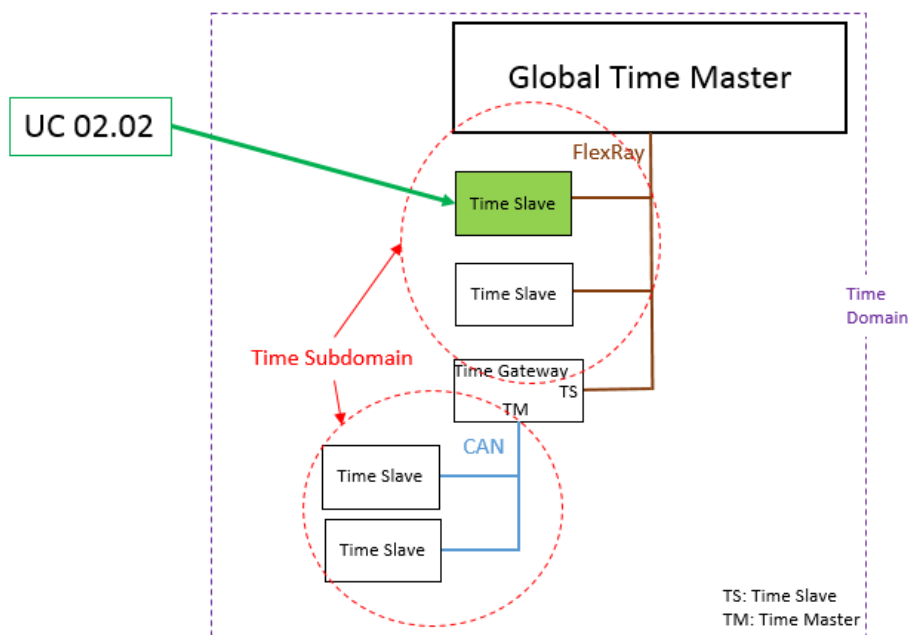 Global Time Master
UC 02.02
FlexRay
Time Slave
Time Slave
Time
Domain
Time Subdomain
Time Gateway
TS
TM
CAN
Time Slave
Time Slave
TS: Time Slave
TM: Time Master